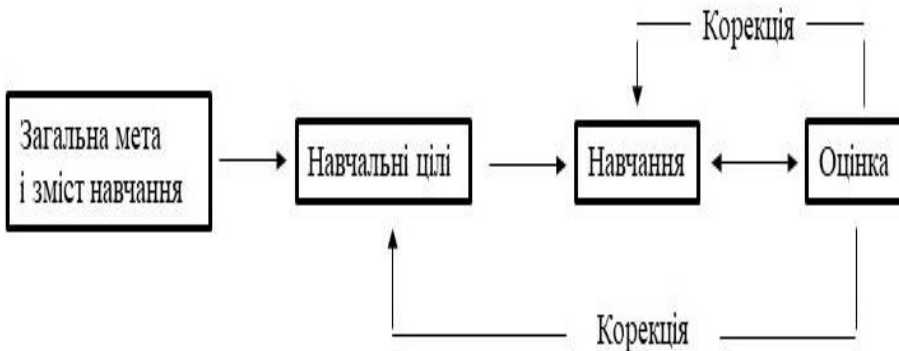 Корекція
Загальна мета
і зміст навчання
Навчальні цілі
Навчання
Оцінка
Корекція